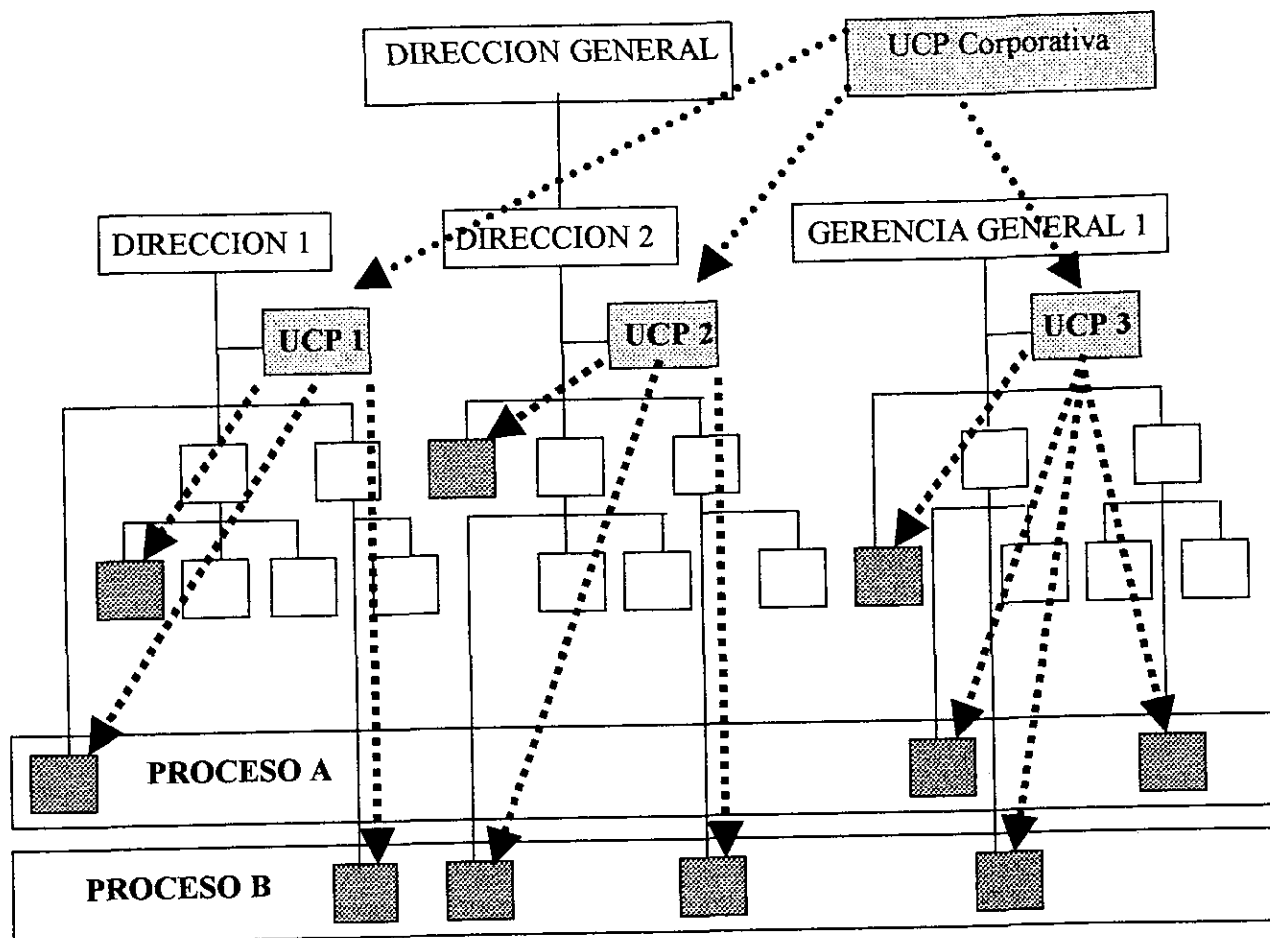 DIRECCION GENERAL
UCP Corporativa
DIRECCION 1
DIRECCION 2
GERENCIA GENERAL 1
UCP 1
UCP 2
UCP 3
PROCESO A
PROCESO B